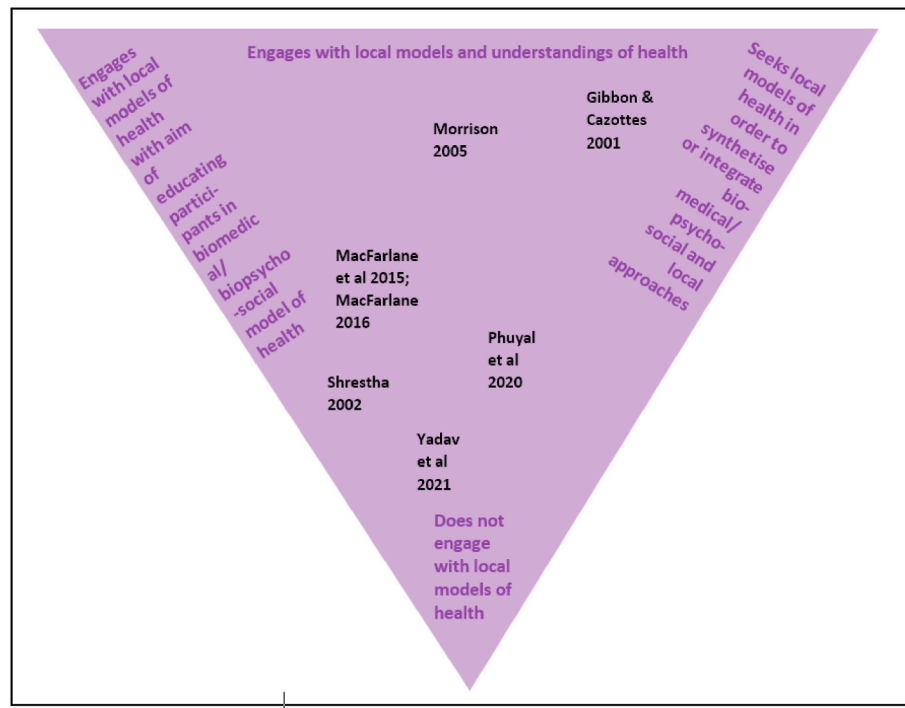 Engages with local models and understandings of health
Engages
with local
models of
health
with aim
of
educating
partici-
pants in
biomedic
al/
biopsycho
-social
model of
health
Seeks local
models of
health in
order to
synthetise
or integrate
bio-
medical/
psycho-
social and
local
approaches
Gibbon &
Cazottes
2001
Morrison
2005
MacFarlane
et al 2015;
MacFarlane
2016
Phuyal
et al
2020
Shrestha
2002
Yadav
et al
2021
Does not
engage
with local
models of
health